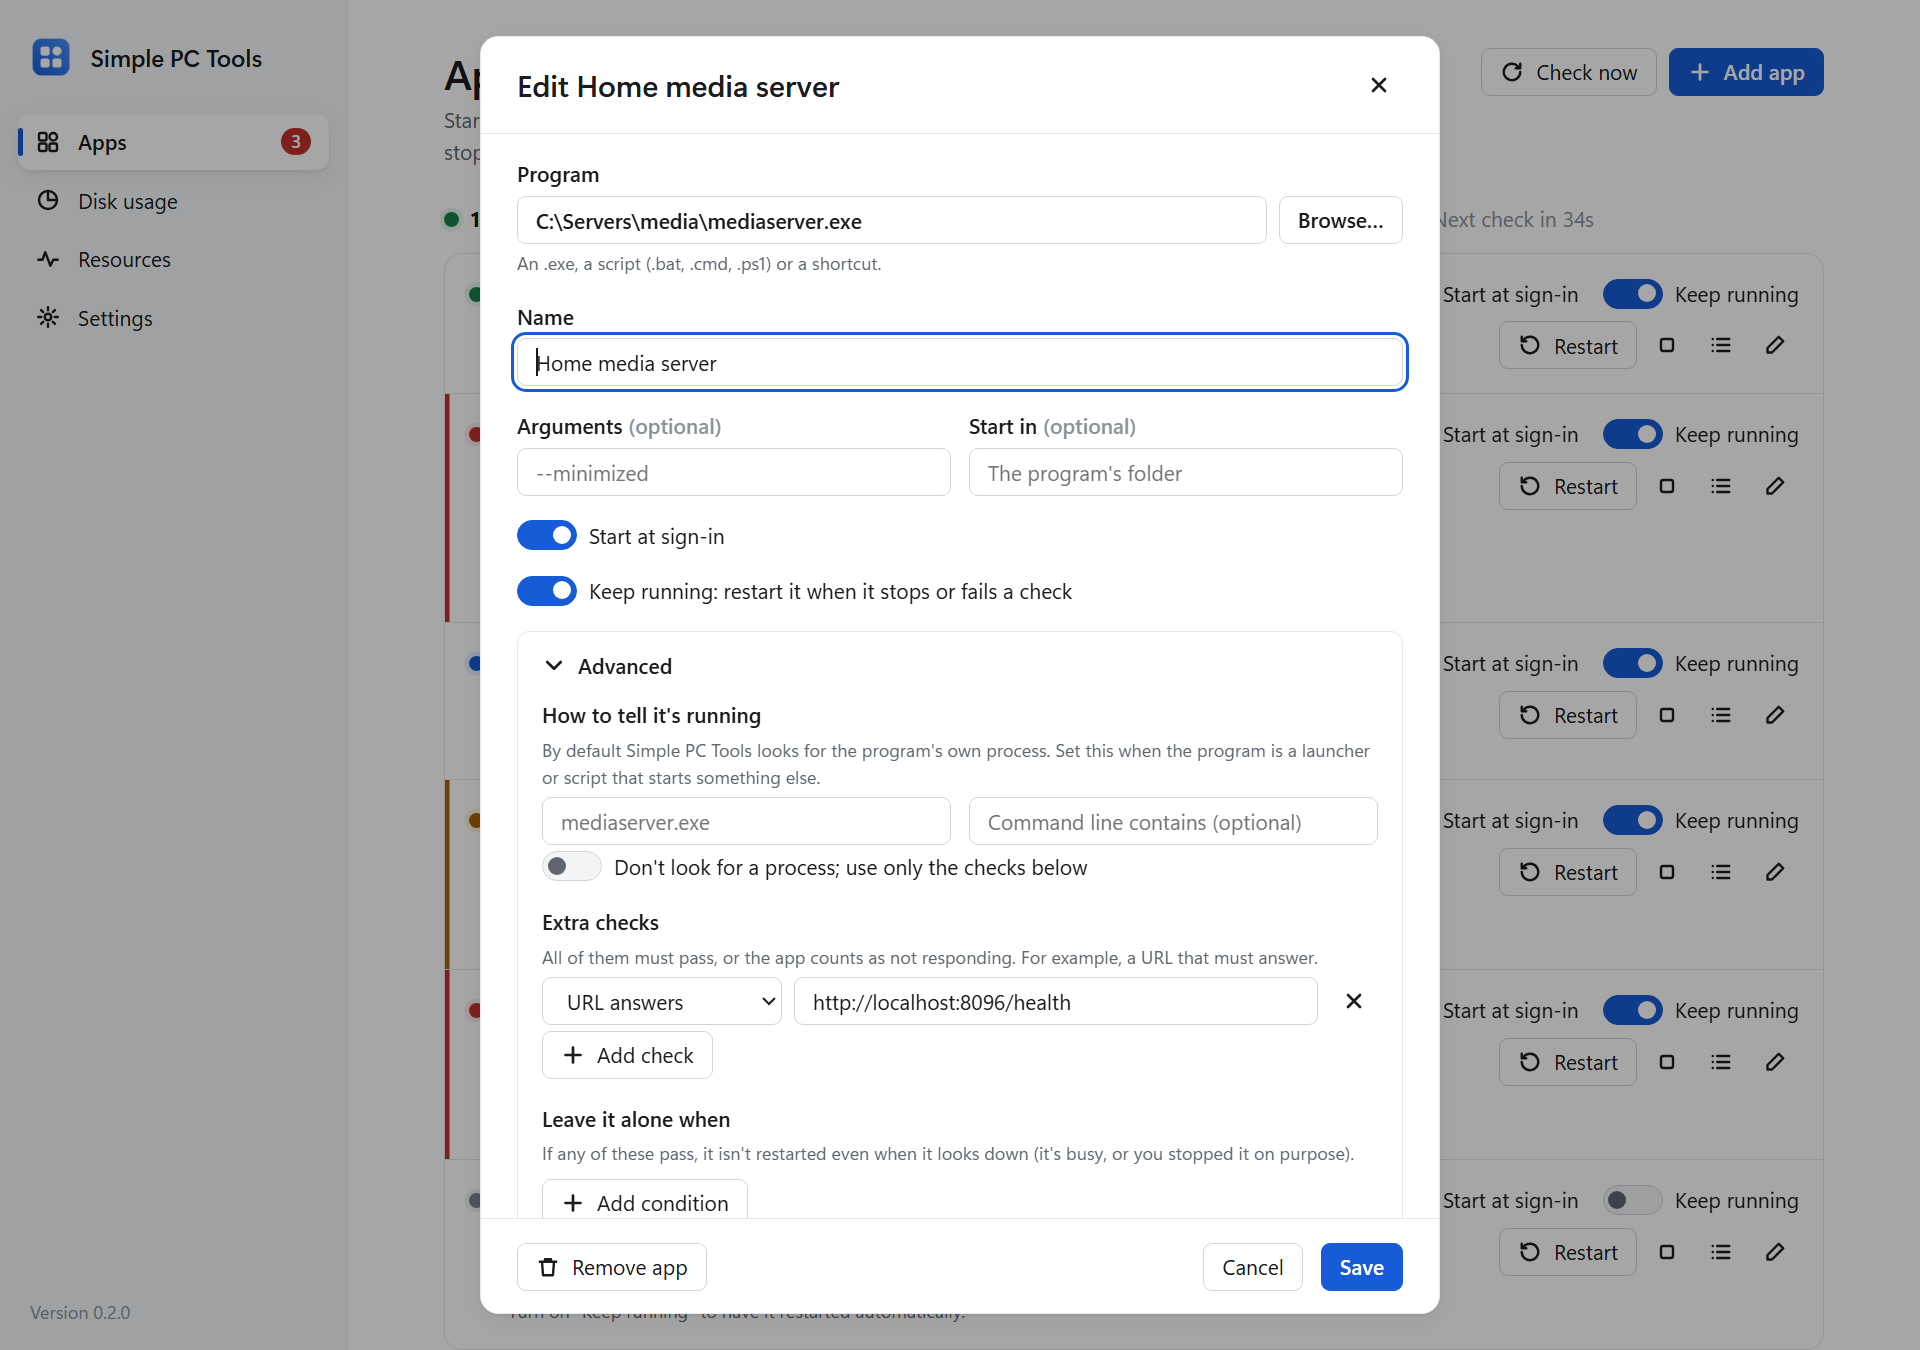 Simple PC Tools
Apps
3
Disk usage
Resources
Settings
Version 0.2.0
Check now
Add app
Next check in 34s
Edit Home media server
Program
C:\Servers\media\mediaserver.exe
Browse...
An .exe, a script (.bat, .cmd, .ps1) or a shortcut.
Name
Home media server
Arguments (optional)
Start in (optional)
--minimized
The program's folder
Start at sign-in
Keep running: restart it when it stops or fails a check
Advanced
How to tell it's running
By default Simple PC Tools looks for the program's own process. Set this when the program is a launcher
or script that starts something else.
mediaserver.exe
Command line contains (optional)
Don't look for a process; use only the checks below
Extra checks
All of them must pass, or the app counts as not responding. For example, a URL that must answer.
URL answers
http://localhost:8096/health
Add check
Leave it alone when
If any of these pass, it isn't restarted even when it looks down (it's busy, or you stopped it on purpose).
Add condition
Remove app
Cancel
Save
Start at sign-in
Keep running
Restart
Start at sign-in
Keep running
Restart
Start at sign-in
Keep running
Restart
Start at sign-in
Keep running
Restart
Start at sign-in
Keep running
Restart
Start at sign-in
Keep running
Restart